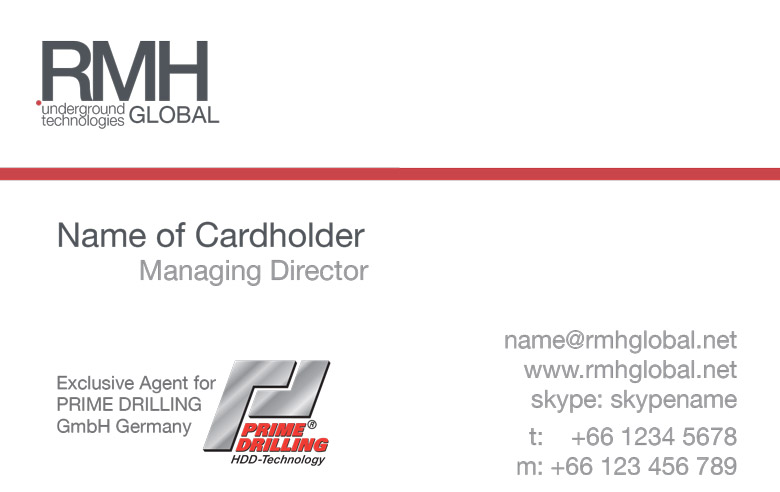 RMH
underground
technologies GLOBAL
Name of Cardholder
Managing Director
Exclusive Agent for
PRIME DRILLING
GmbH Germany
PRIME®
DRILLING
HDD-Technology
name@rmhglobal.net
www.rmhglobal.net
skype: skypename
t: +66 1234 5678
m: +66 123 456 789